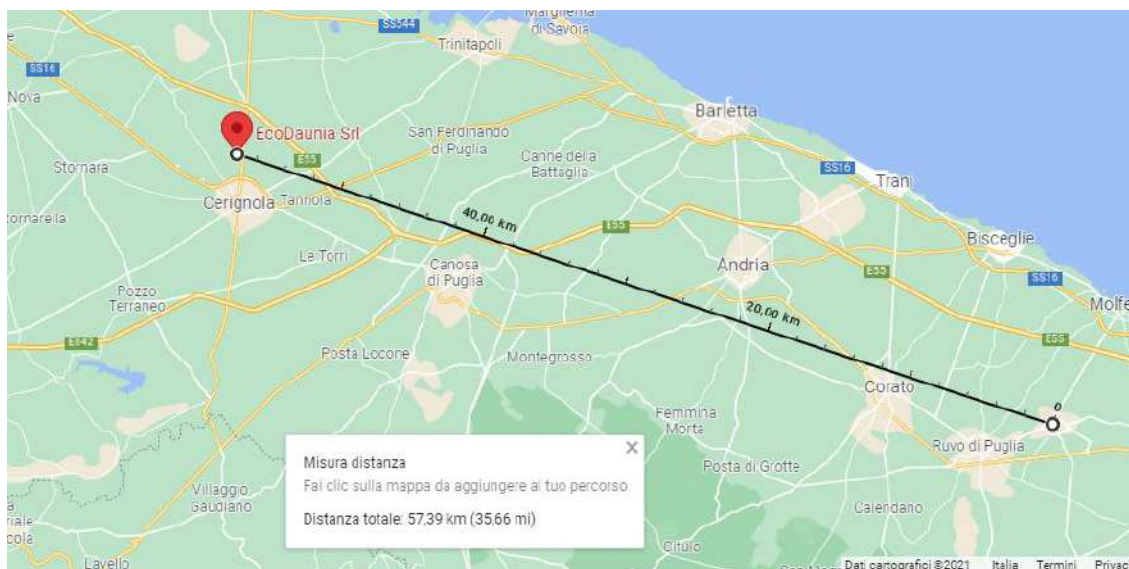 Margherita
di Savoia
SS544
Trinitapoli
SS16
Nova
Barletta
EcoDaunia Srl
San Ferdinando
di Puglia
E55
Canne della
Battaglia
SS16
Stornara
Trani
Cerignola
Tannoia
40,00 km
E55
Bisceglie
Le Torri
Canosa
di Puglia
Andria
E55
SS16
Pozzo
Terraneo
20,00 km
Molfe
E842
E55
Posta Locone
Montegrosso
Corato
0
Femmina
Morta
Ruvo di Puglia
Misura distanza
Fai clic sulla mappa da aggiungere al tuo percorso
Distanza totale: 57,39 km (35,66 mi)
Posta di Grotte
Villaggio
Gaudiano
Calendano
Lavello
Dati cartografici ©2021 Italia Termini Privac